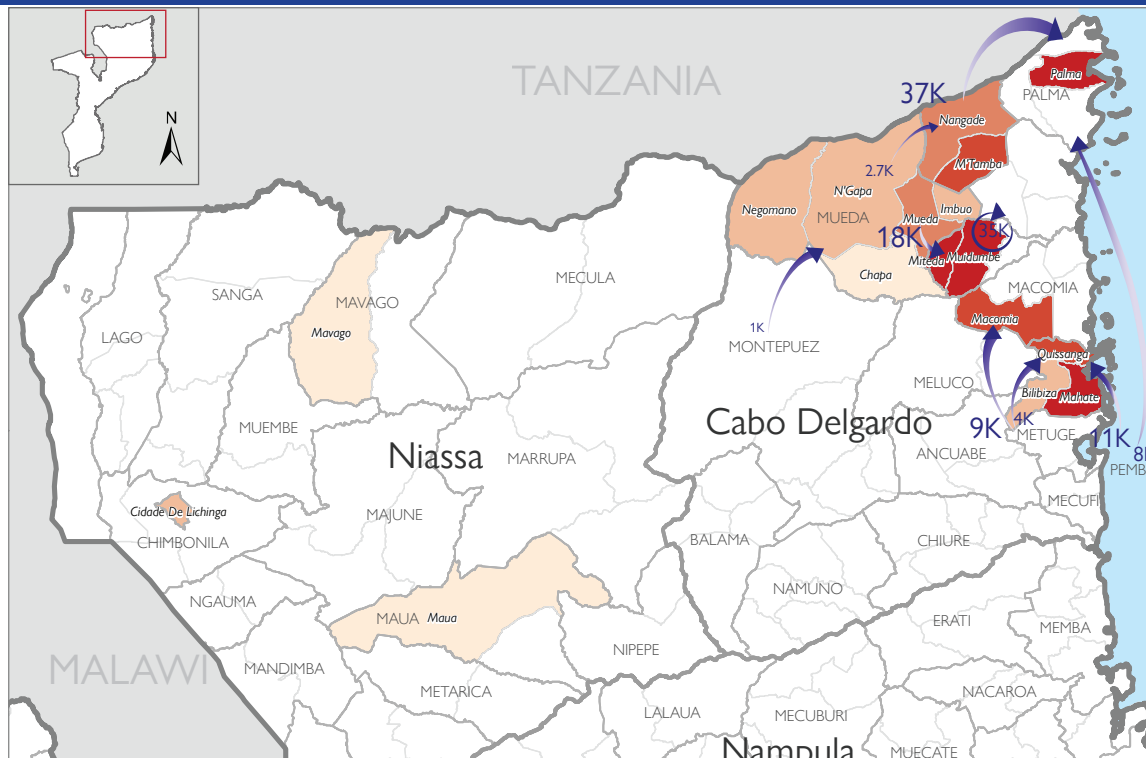 N
TANZANIA
Palma
PALMA
37K
Nangade
M'Tamba
2.7K
N'Gapa
Negomano
MUEDA
Mueda
Imbuo
18K
35K
Miteda
Muidumbe
Chapa
MECULA
MACOMIA
SANGA
MAVAGO
Mavago
Macomia
LAGO
1K
MONTEPUEZ
Quissanga
MELUCO
Bilibiza
Mahate
Cabo Delgardo
9K
4K
METUGE
11K
MUEMBE
Niassa
MARRUPA
ANCUABE
8K
PEMB
MECUFI
Cidade De Lichinga
MAJUNE
CHIMBONILA
BALAMA
CHIURE
NAMUNO
NGAUMA
MAUA
Maua
ERATI
MEMBA
NIPEPE
MALAWI
MANDIMBA
METARICA
NACAROA
LALAUA
MECUBURI
Nampula
MUECATE